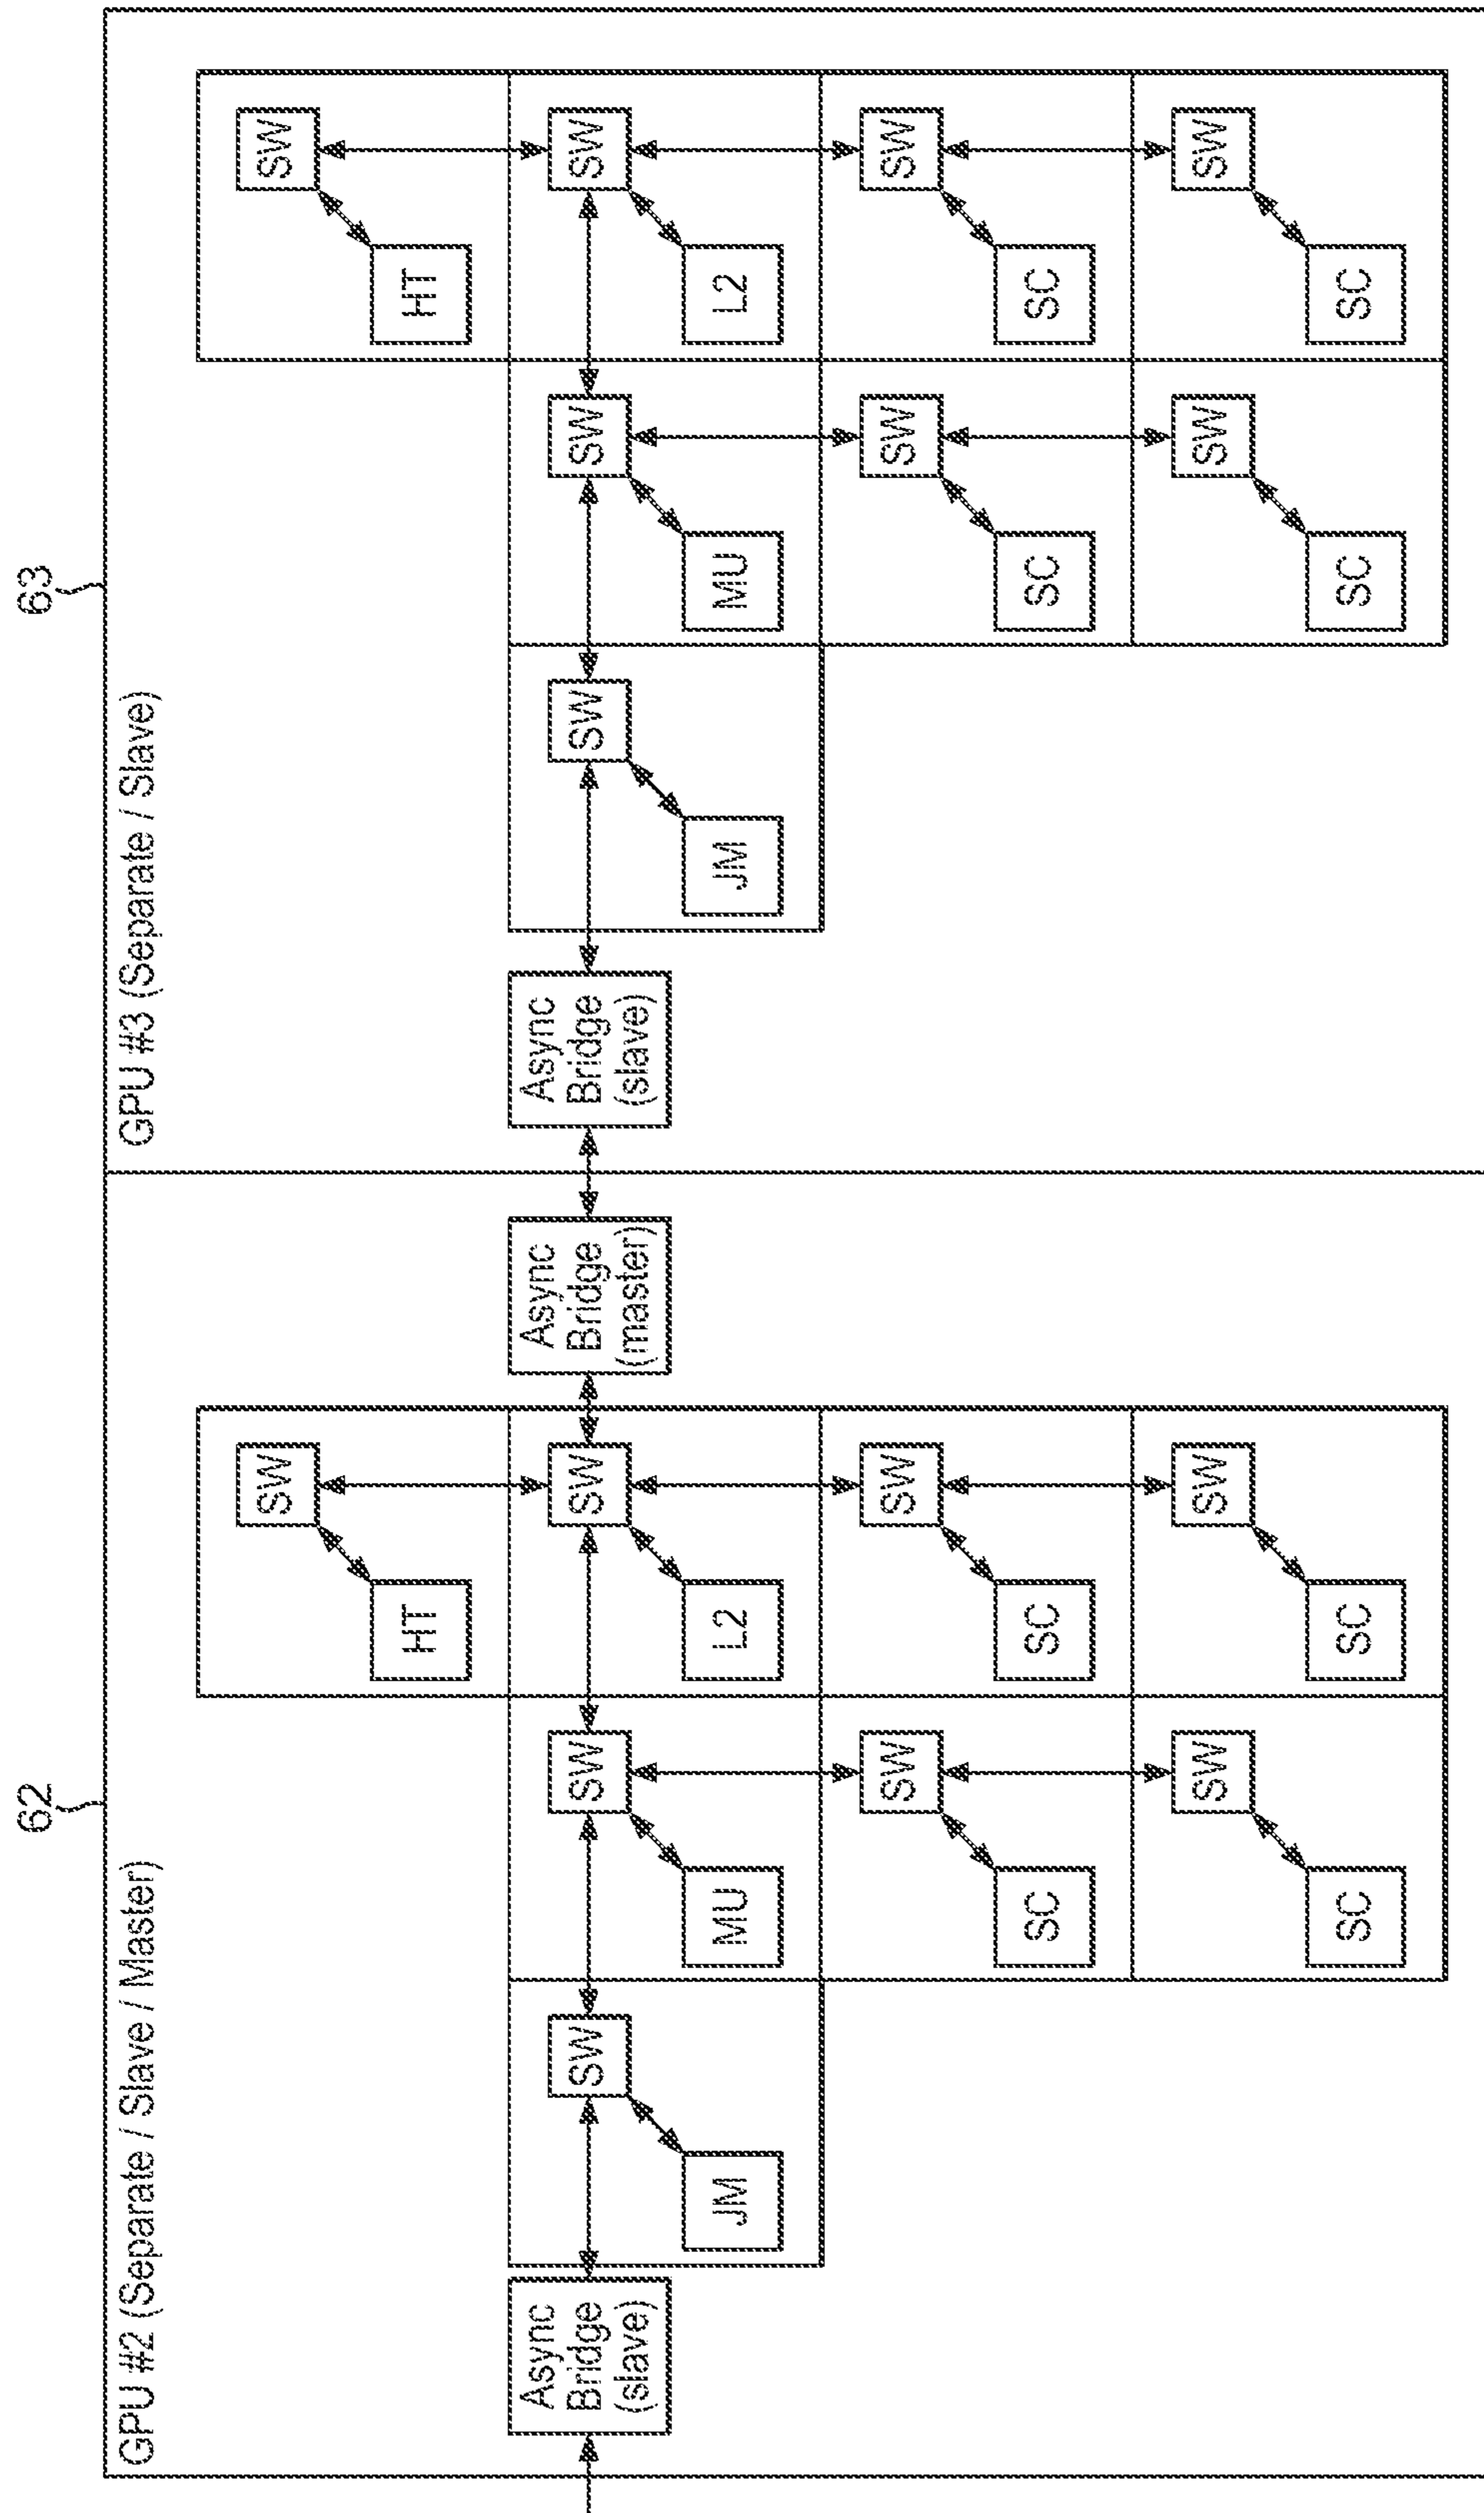 62
GPU #2 (Separate / Slave / Master)
SW
HT
Async
Bridge
(slave)
SW
SW
SW
Async
Bridge
(master)
JM
MU
L2
SW
SW
SC
SC
SW
SW
SC
SC
63
GPU #3 (Separate / Slave)
SW
HT
Async
Bridge
(slave)
SW
SW
SW
JM
MU
L2
SW
SW
SC
SC
SW
SW
SC
SC